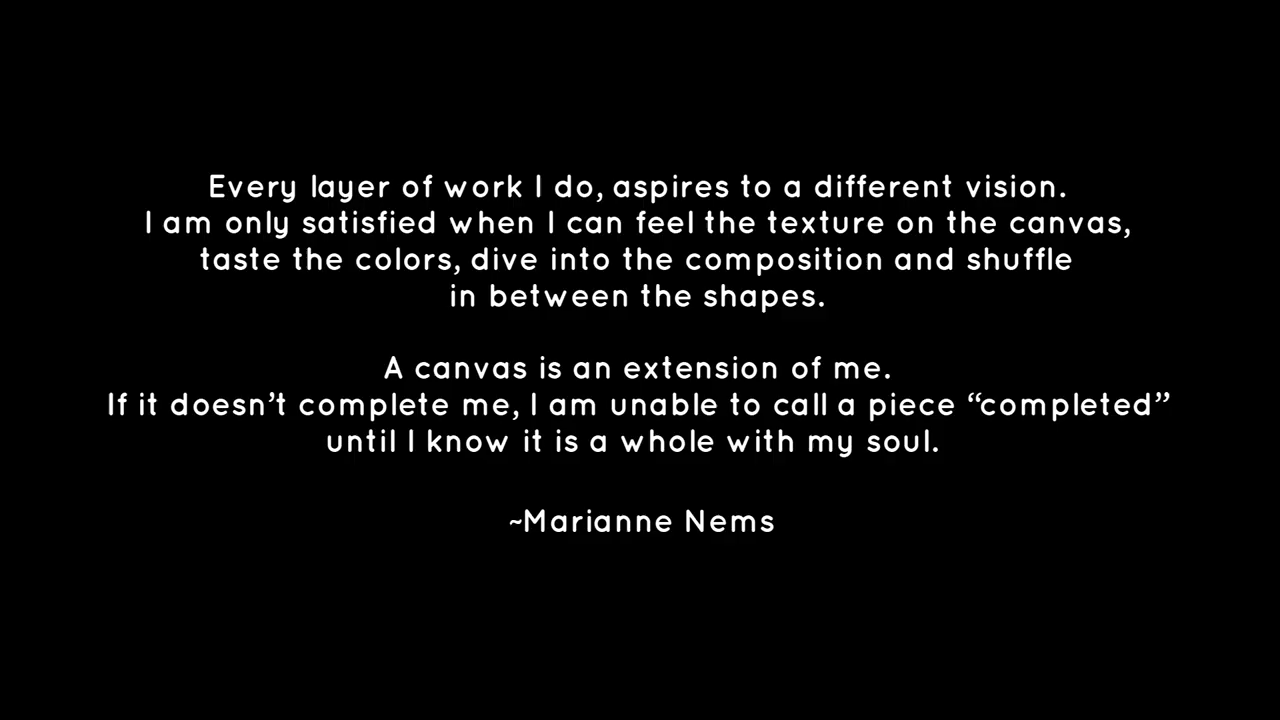 Every layer of work I do, aspires to a different vision.
I am only satisfied when I can feel the texture on the canvas,
taste the colors, dive into the composition and shuffle
in between the shapes.
A canvas is an extension of me.
If it doesn’t complete me, I am unable to call a piece “completed”
until I know it is a whole with my soul.
~Marianne Nems